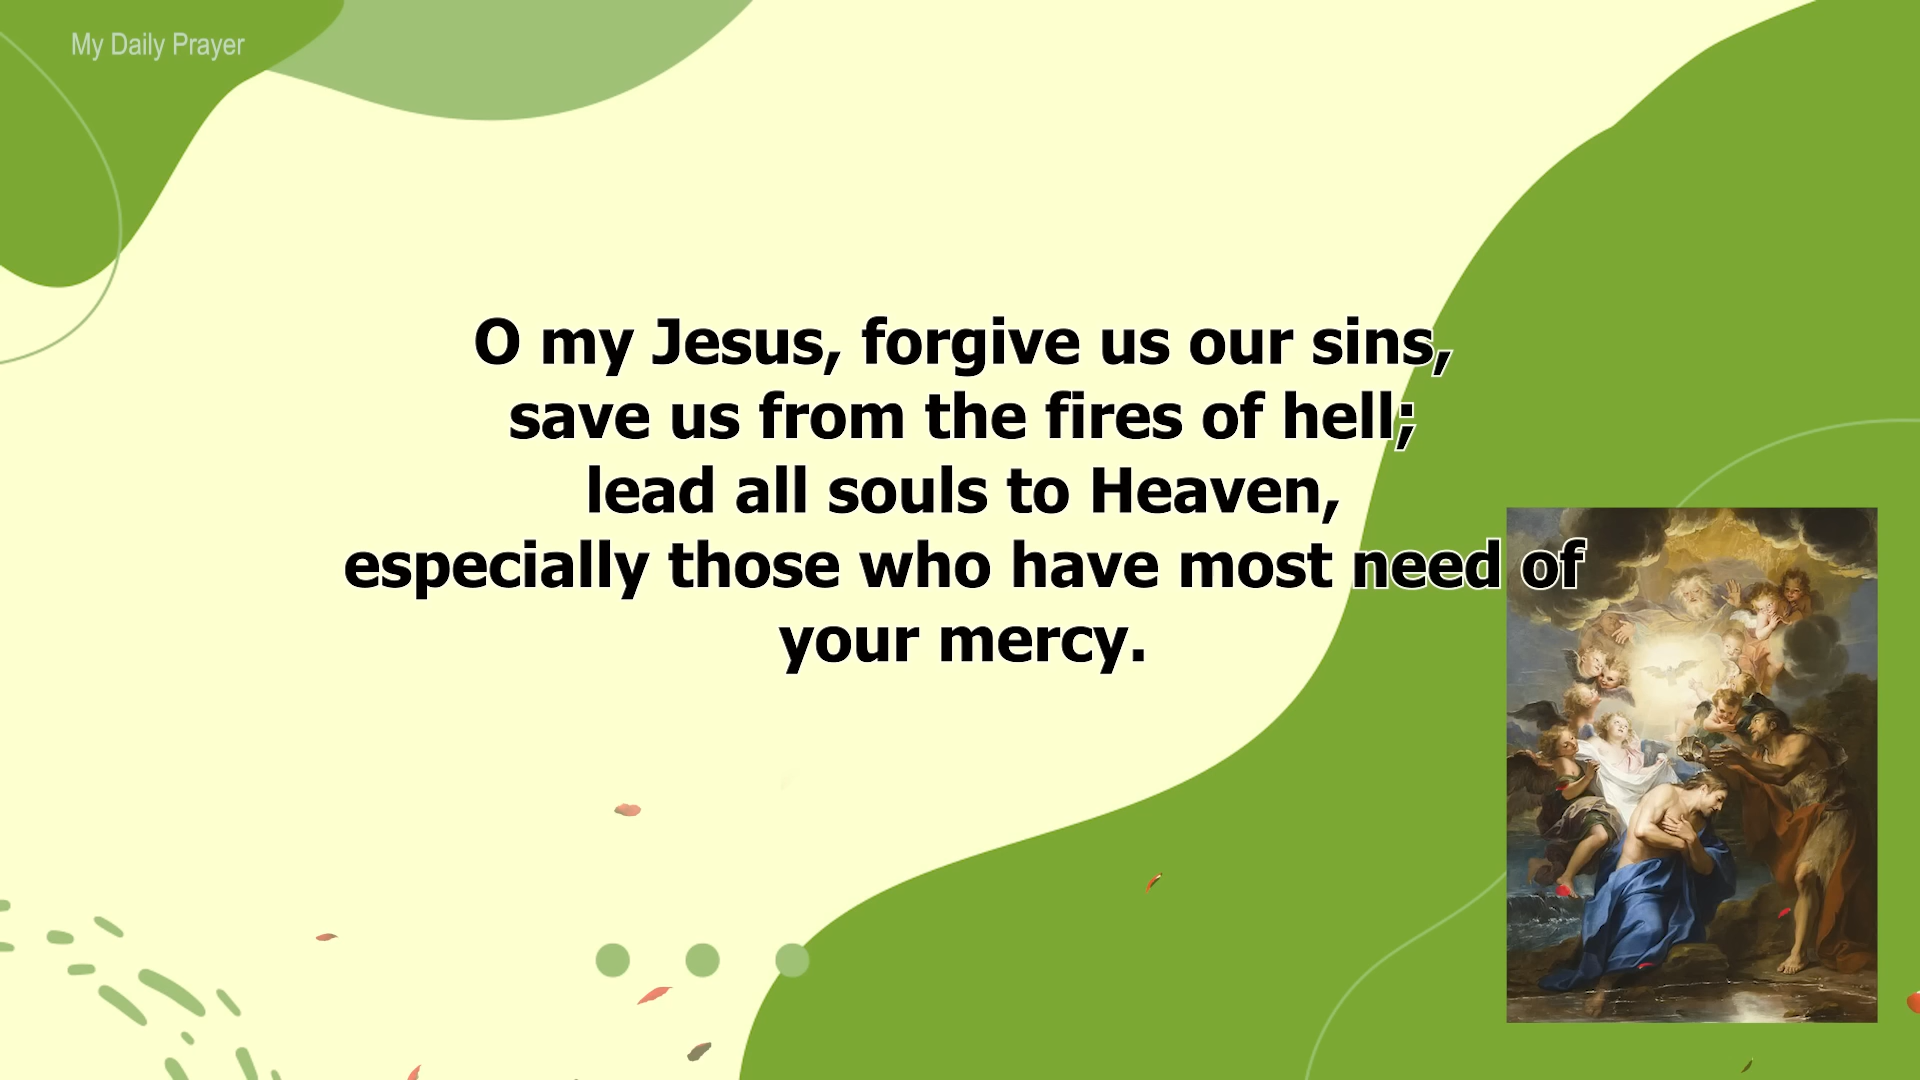 My Daily Prayer
O my Jesus, forgive us our sins,
save us from the fires of hell;
lead all souls to Heaven,
especially those who have most need of
your mercy.